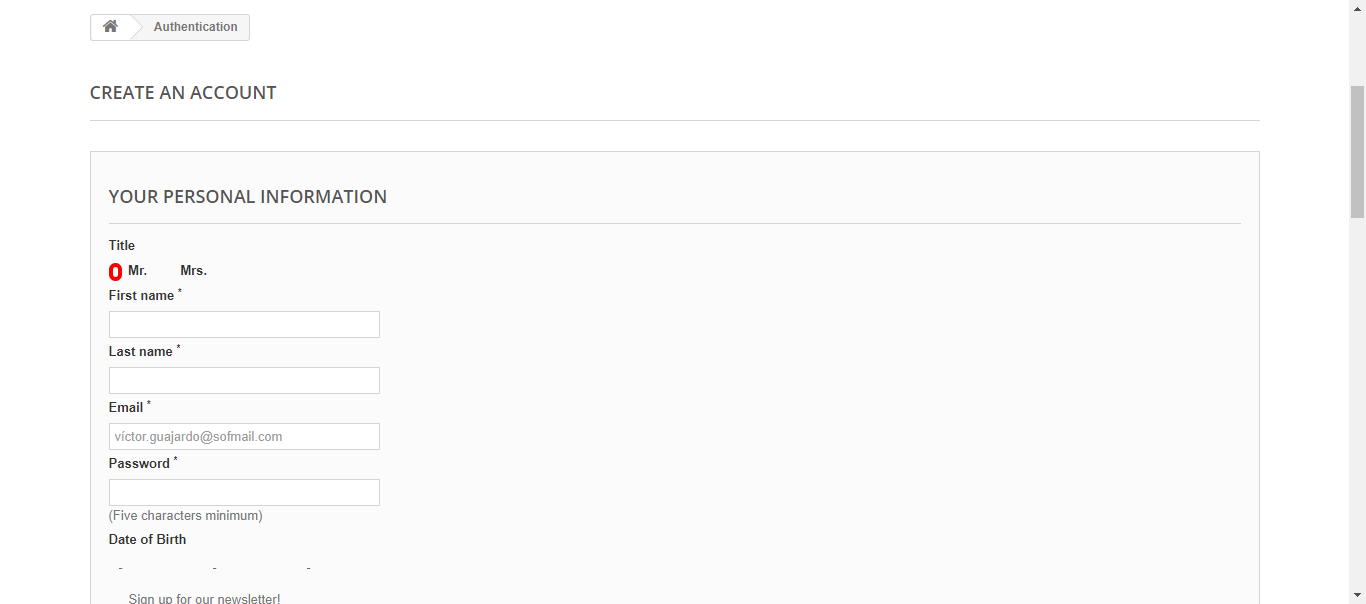 Authentication
CREATE AN ACCOUNT
YOUR PERSONAL INFORMATION
Title
Mr. Mrs.
First name *
Last name *
Email *
víctor.guajardo@sofmail.com
Password *
(Five characters minimum)
Date of Birth
- - -
Sign up for our newsletter!